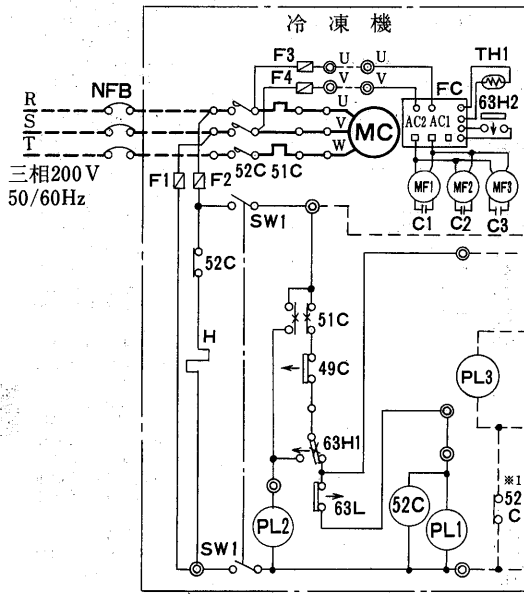 冷凍機
F3 U U TH1
NFB F4 V V FC
63H2
R U AC2 AC1
S V MC
T W
三相200V F1 F2 52C 51C MF1 MF2 MF3
50/60Hz
SW1 C1 C2 C3
52C
51C
H 49C PL3
63H1
※1
52C 52
C
PL2 63L PL1
SW1